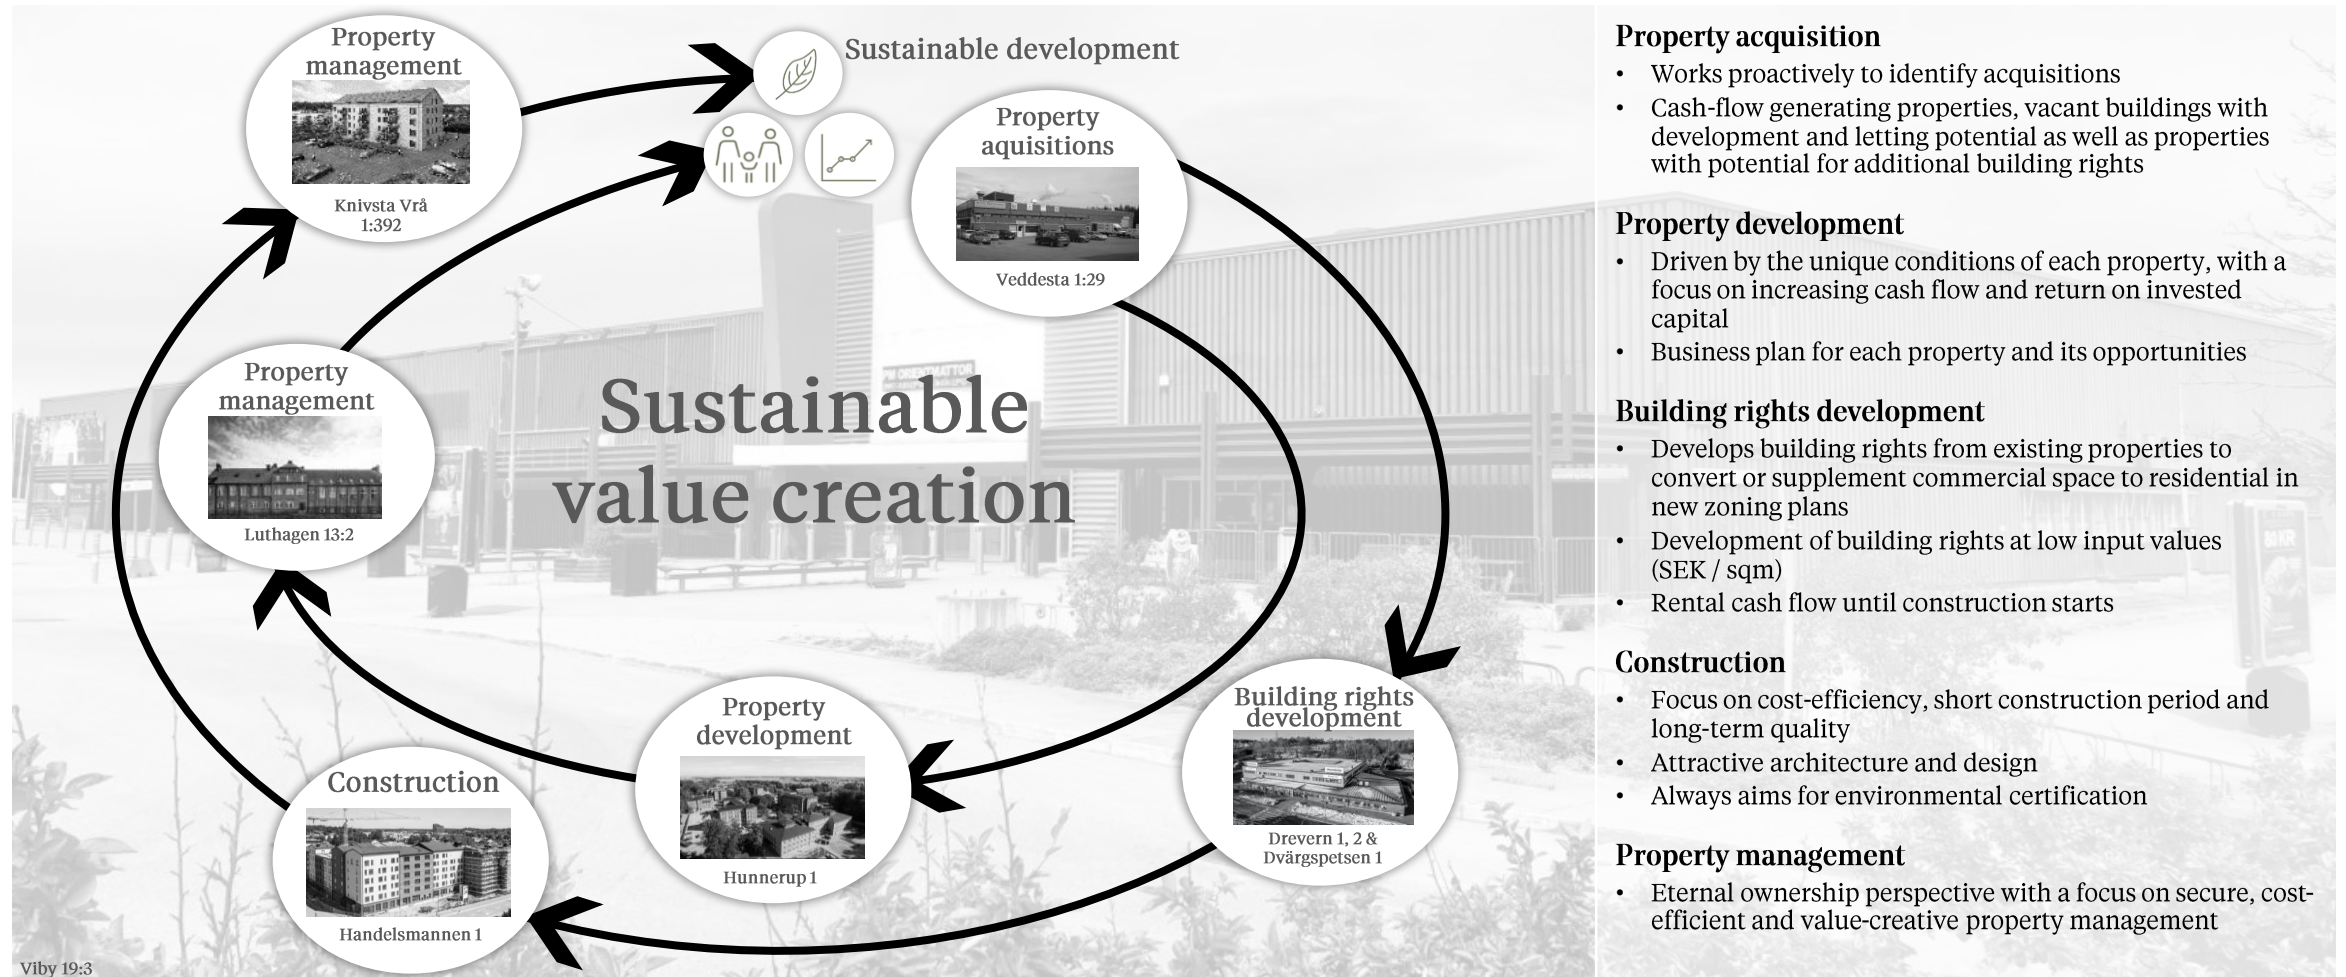 Property
management
Knivsta Vrå
1:392
Sustainable development
Property
aquisitions
Veddesta 1:29
Property
management
Luthagen 13:2
Sustainable
value creation
Property
development
Hunnerup 1
Building rights
development
Drevern 1, 2 &
Dvärgspetsen 1
Construction
Handelsmannen 1
Viby 19:3
Property acquisition
• Works proactively to identify acquisitions
• Cash-flow generating properties, vacant buildings with
development and letting potential as well as properties
with potential for additional building rights
Property development
• Driven by the unique conditions of each property, with a
focus on increasing cash flow and return on invested
capital
• Business plan for each property and its opportunities
Building rights development
• Develops building rights from existing properties to
convert or supplement commercial space to residential in
new zoning plans
• Development of building rights at low input values
(SEK / sqm)
• Rental cash flow until construction starts
Construction
• Focus on cost-efficiency, short construction period and
long-term quality
• Attractive architecture and design
• Always aims for environmental certification
Property management
• Eternal ownership perspective with a focus on secure, cost-
efficient and value-creative property management
80 KR